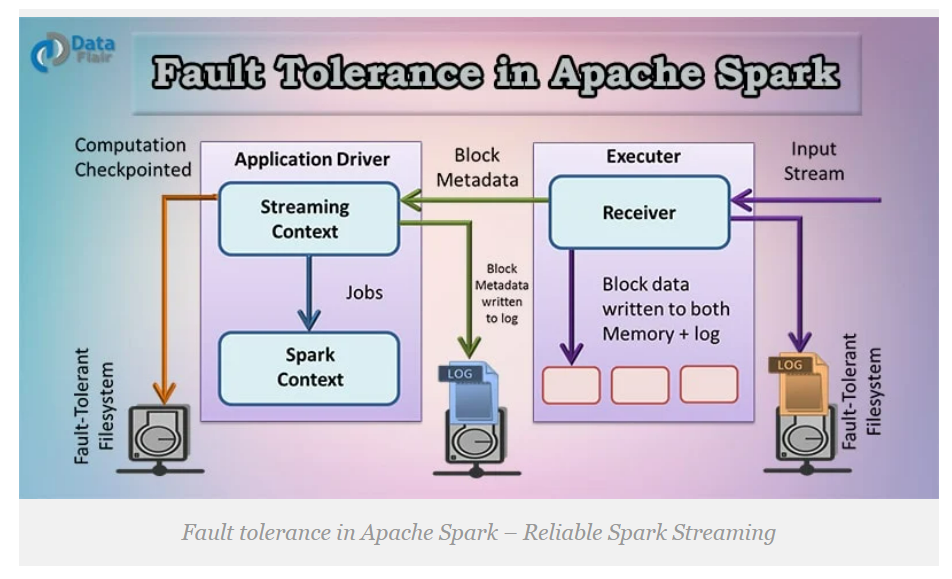 Data
Flair
Fault Tolerance in Apache Spark
Computation
Checkpointed
Application Driver
Block
Metadata
Executer
Input
Stream
Streaming
Context
Receiver
Jobs
Block
Metadata
written
to log
Block data
written to both
Memory + log
Spark
Context
LOG
LOG
Fault-Tolerant
Filesystem
Fault-Tolerant
Filesystem
Fault tolerance in Apache Spark – Reliable Spark Streaming